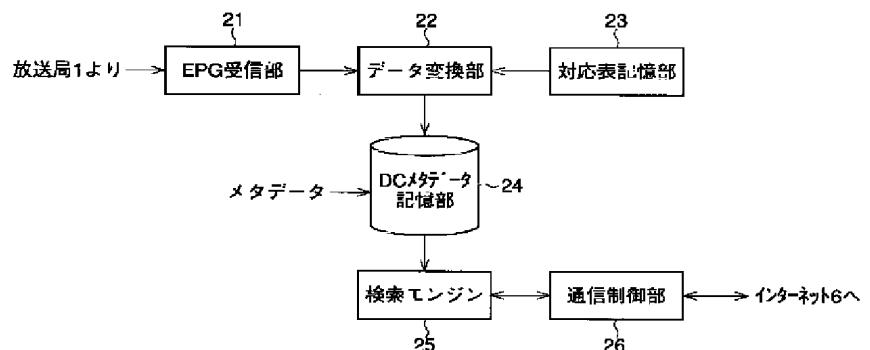 21
22
23
放送局1より
EPG受信部
データ変換部
対応表記憶部
メタデータ
DCメタデータ
記憶部
24
検索エンジン
通信制御部
インターネット6へ
25
26